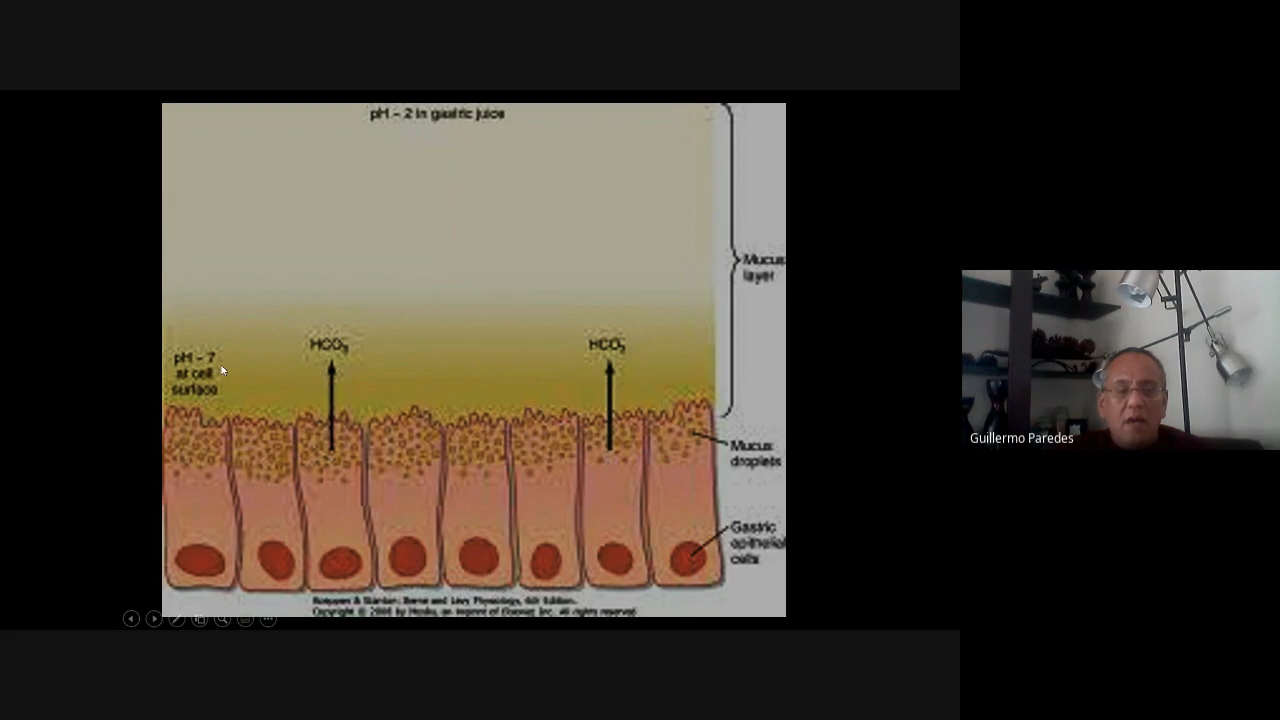 pH ~ 2 in gastric juice
Mucus
layer
HCO3
HCO3
pH ~ 7
at cell
surface
Guillermo Paredes
Mucus
droplets
Gastric
epithelial
cells
Koeppen & Stanton: Berne and Levy Physiology, 6th Edition.
Copyright © 2008 by Mosby, an imprint of Elsevier, Inc. All rights reserved